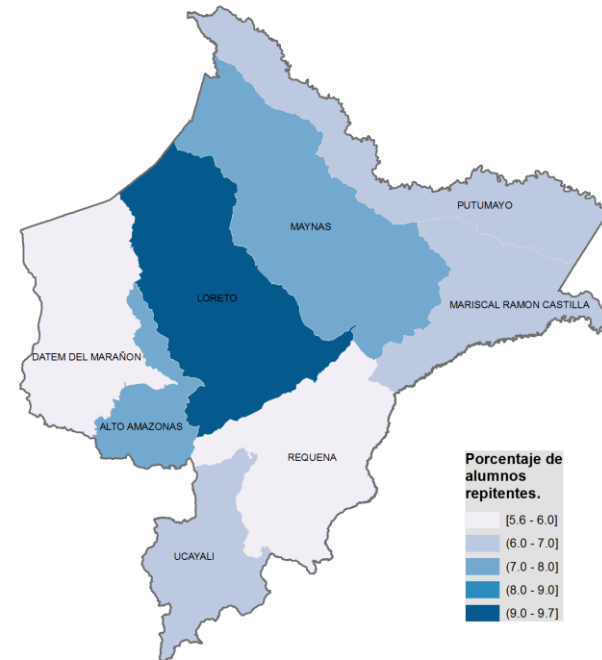 PUTUMAYO
MAYNAS
LORETO
MARISCAL RAMON CASTILLA
DATEM DEL MARAÑON
ALTO AMAZONAS
REQUENA
UCAYALI
Porcentaje de
alumnos
repitentes.
[5.6 - 6.0]
(6.0 - 7.0]
(7.0 - 8.0]
(8.0 - 9.0]
(9.0 - 9.7]